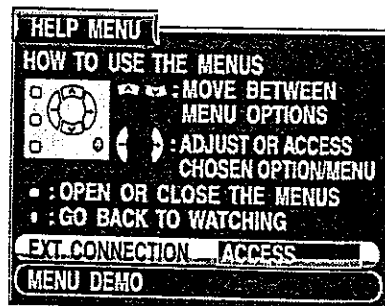 HELP MENU
HOW TO USE THE MENUS
: MOVE BETWEEN
MENU OPTIONS
: ADJUST OR ACCESS
CHOSEN OPTION/MENU
: OPEN OR CLOSE THE MENUS
: GO BACK TO WATCHING
EXT. CONNECTION ACCESS
MENU DEMO